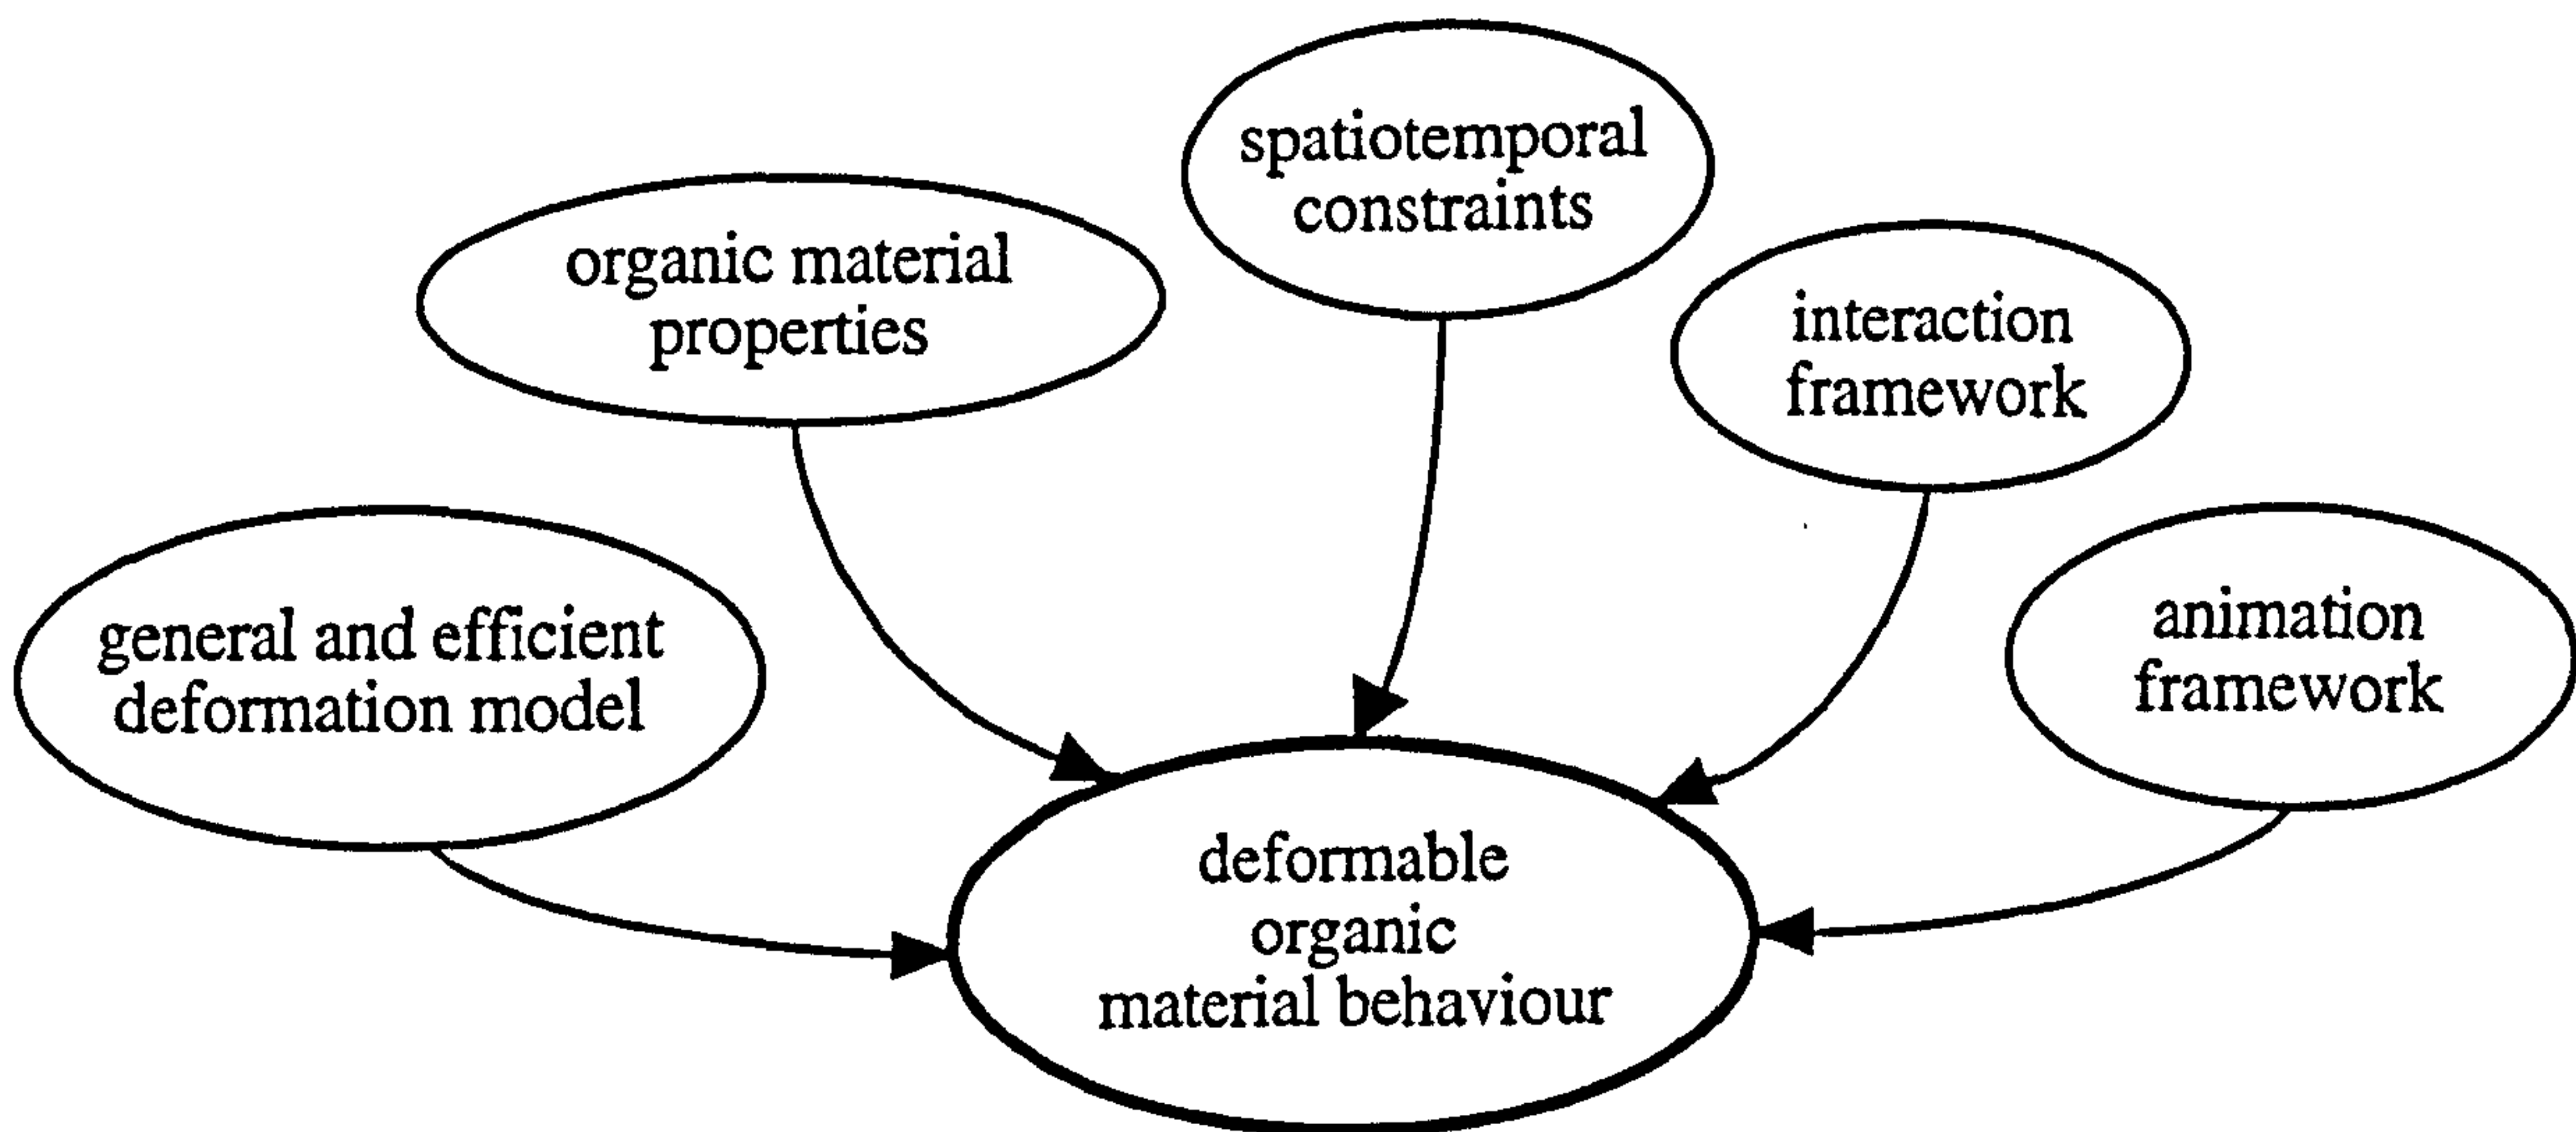 spatiotemporal
constraints
organic material
properties
interaction
framework
general and efficient
deformation model
animation
framework
deformable
organic
material behaviour